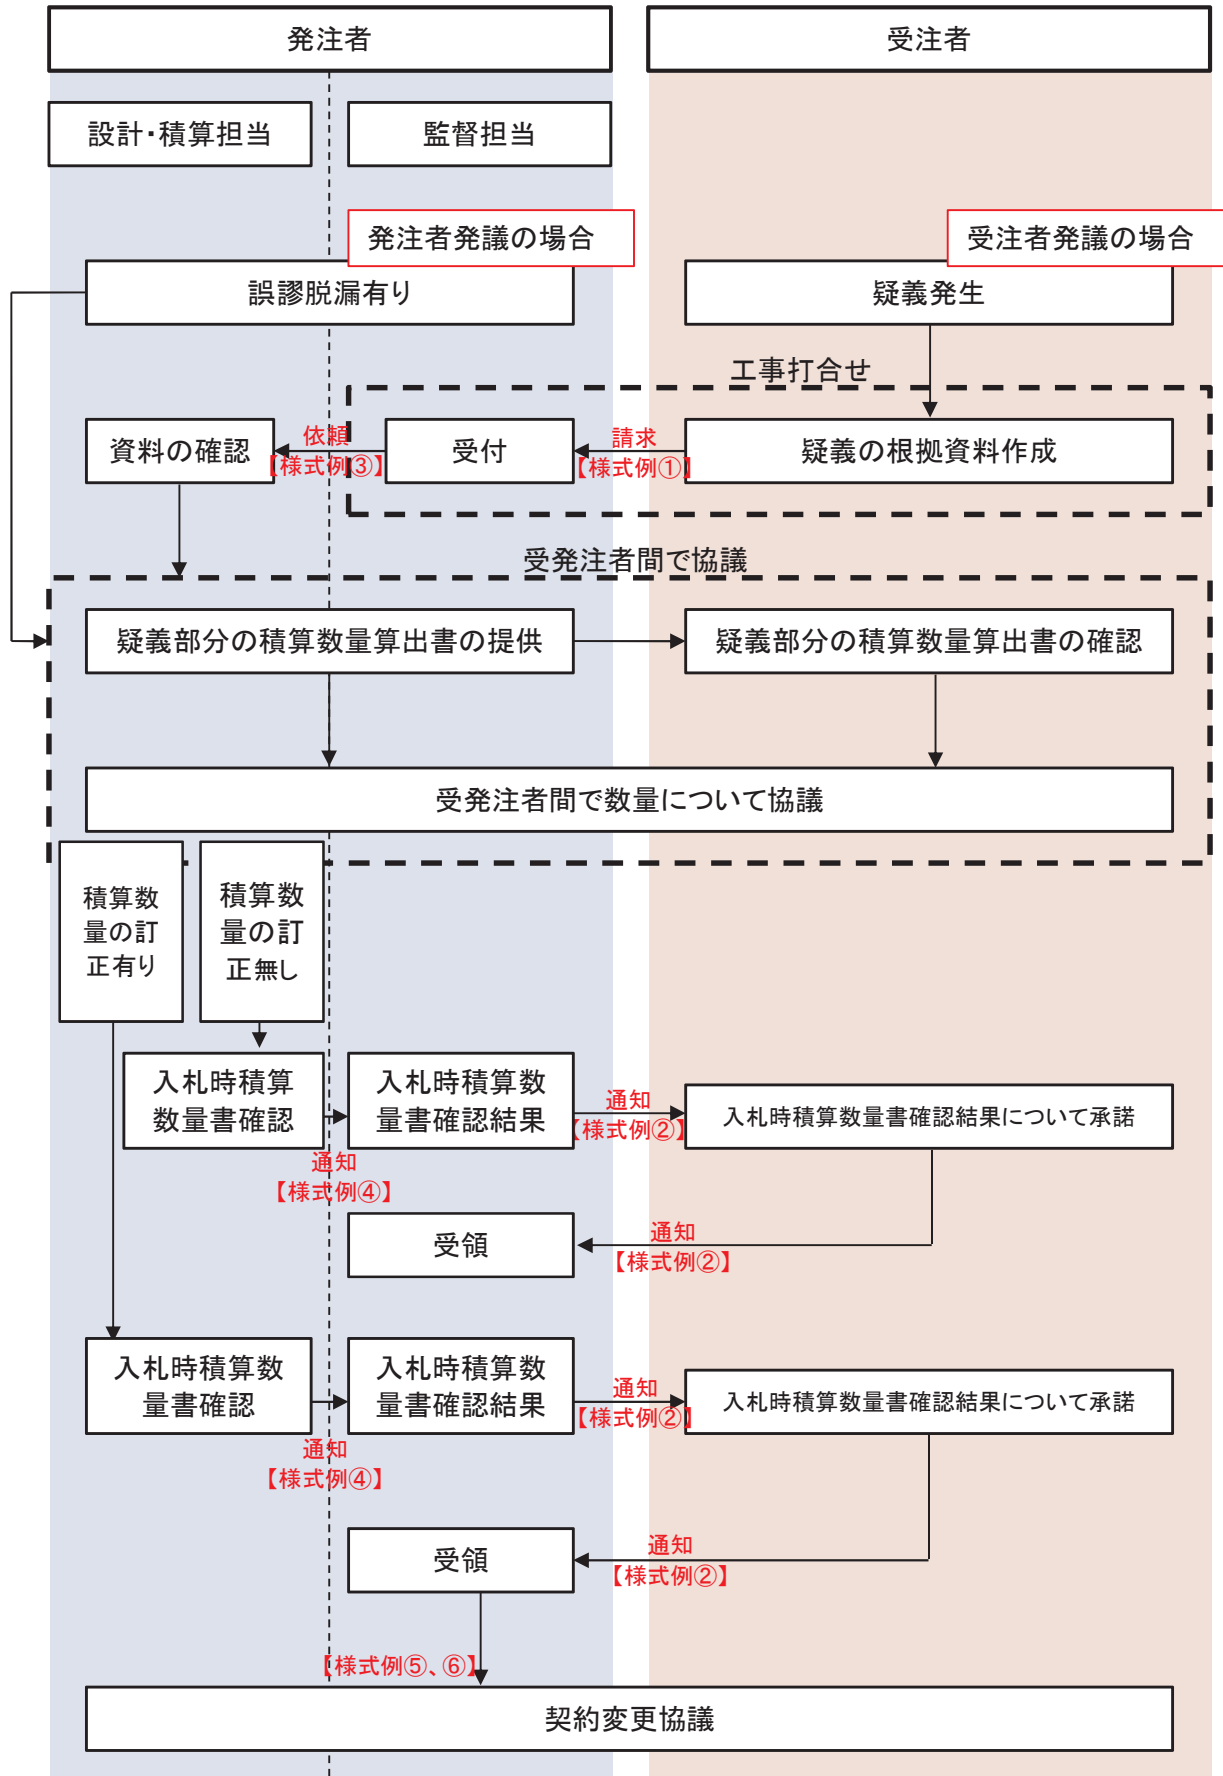 発注者
受注者
設計・積算担当
監督担当
発注者発議の場合
受注者発議の場合
誤謬脱漏有り
疑義発生
工事打合せ
資料の確認
依頼
【様式例③】
受付
請求
【様式例①】
疑義の根拠資料作成
受発注者間で協議
疑義部分の積算数量算出書の提供
疑義部分の積算数量算出書の確認
受発注者間で数量について協議
積算数
量の訂
正有り
積算数
量の訂
正無し
入札時積算
数量書確認
通知
【様式例④】
入札時積算数
量書確認結果
通知
【様式例②】
入札時積算数量書確認結果について承諾
受領
通知
【様式例②】
入札時積算数
量書確認
通知
【様式例④】
入札時積算数
量書確認結果
通知
【様式例②】
入札時積算数量書確認結果について承諾
受領
通知
【様式例②】
【様式例⑤、⑥】
契約変更協議